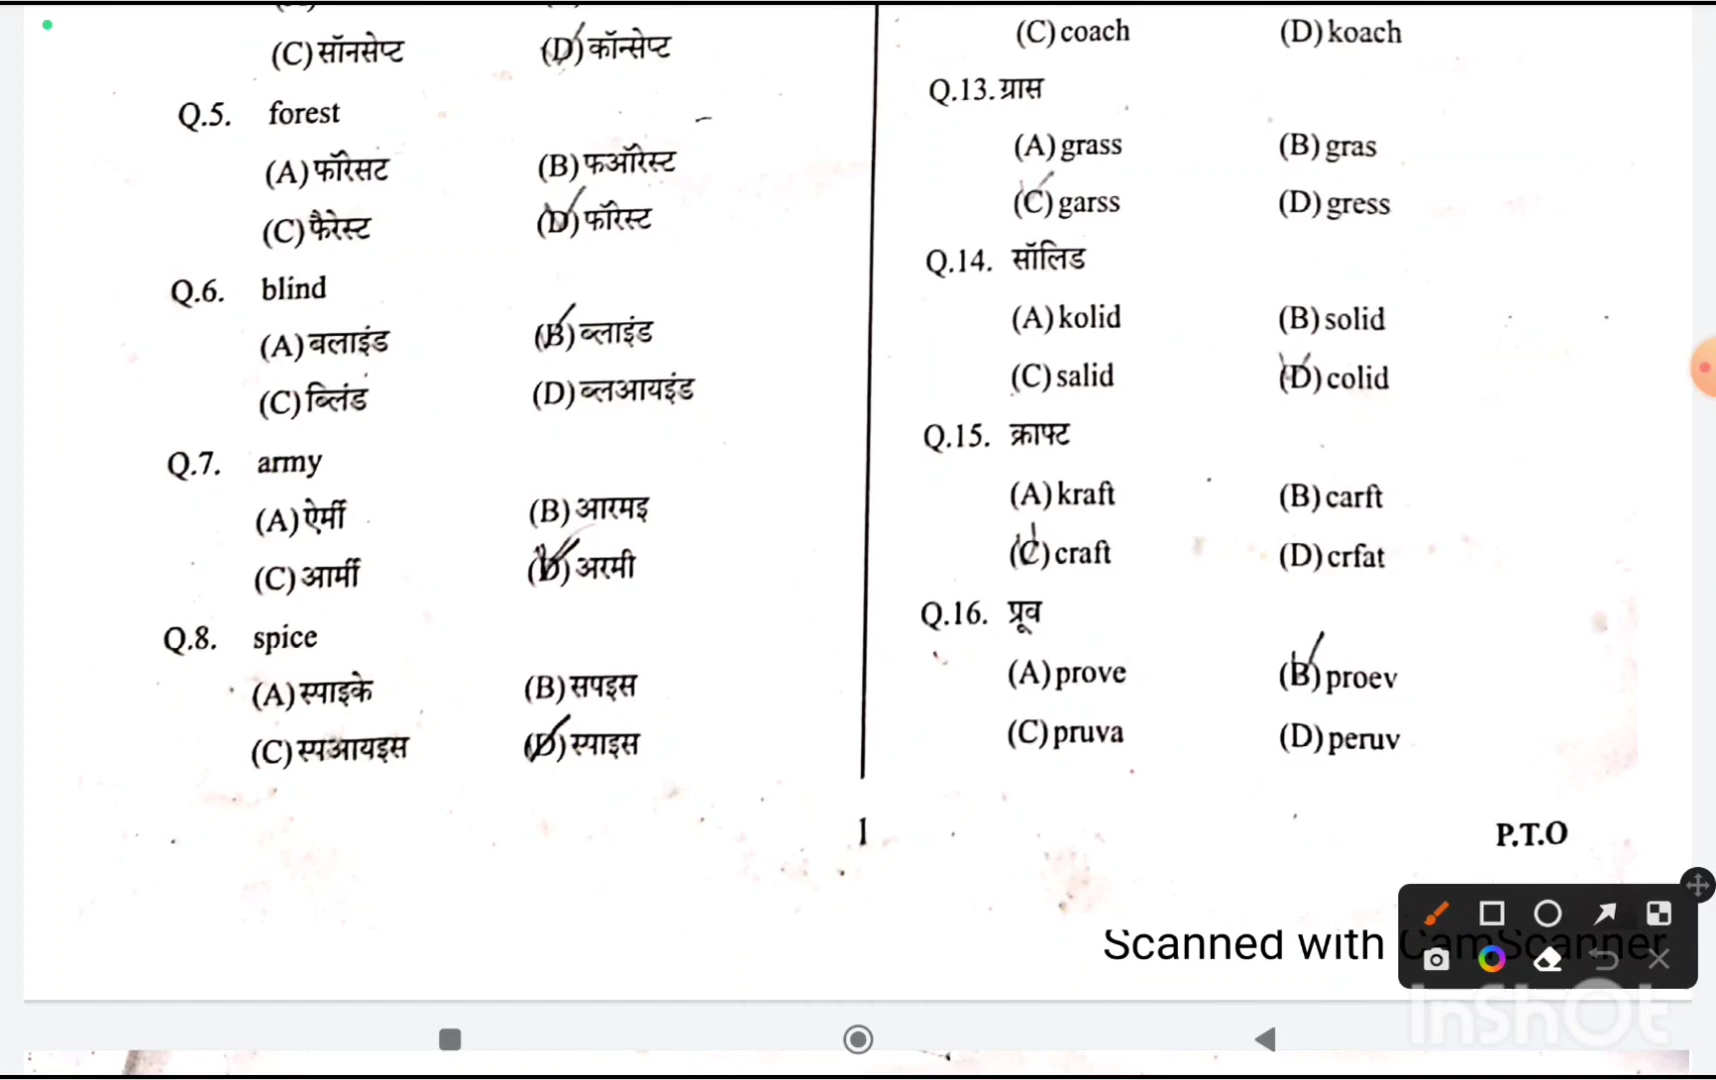 (C) सॉनसेप्ट (D) कॉन्सेप्ट
Q.5. forest
(A) फॉरेसट (B) फऑरेस्ट
(C) फैरेस्ट (D) फॉरेस्ट
Q.6. blind
(A) बलाइंड (B) ब्लाइंड
(C) ब्लिंड (D) ब्लआयइंड
Q.7. army
(A) ऐर्मी (B) आरमइ
(C) आर्मी (D) अरमी
Q.8. spice
(A) स्पाइके (B) सपइस
(C) स्पआयइस (D) स्पाइस
(C) coach (D) koach
Q.13. ग्रास
(A) grass (B) gras
(C) garss (D) gress
Q.14. सॉलिड
(A) kolid (B) solid
(C) salid (D) colid
Q.15. क्राफ्ट
(A) kraft (B) carft
(C) craft (D) crfat
Q.16. प्रूव
(A) prove (B) proev
(C) pruva (D) peruv
1
P.T.O
Scanned with CamScanner
InShOt